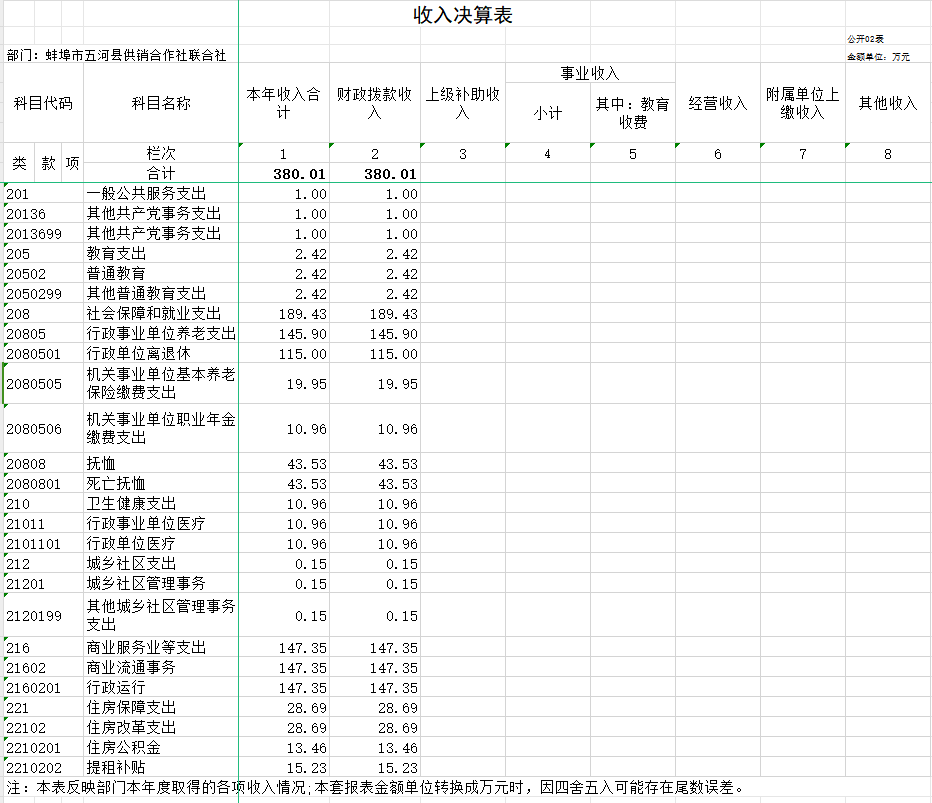 收入决算表
公开02表
部门：蚌埠市五河县供销合作社联合社
金额单位：万元
科目代码 科目名称 本年收入合计 财政拨款收入 上级补助收入 事业收入 经营收入 附属单位上缴收入 其他收入
小计 其中：教育收费
类 款 项 栏次 1 2 3 4 5 6 7 8
合计 380.01 380.01
201 一般公共服务支出 1.00 1.00
20136 其他共产党事务支出 1.00 1.00
2013699 其他共产党事务支出 1.00 1.00
205 教育支出 2.42 2.42
20502 普通教育 2.42 2.42
2050299 其他普通教育支出 2.42 2.42
208 社会保障和就业支出 189.43 189.43
20805 行政事业单位养老支出 145.90 145.90
2080501 行政单位离退休 115.00 115.00
2080505 机关事业单位基本养老保险缴费支出 19.95 19.95
2080506 机关事业单位职业年金缴费支出 10.96 10.96
20808 抚恤 43.53 43.53
2080801 死亡抚恤 43.53 43.53
210 卫生健康支出 10.96 10.96
21011 行政事业单位医疗 10.96 10.96
2101101 行政单位医疗 10.96 10.96
212 城乡社区支出 0.15 0.15
21201 城乡社区管理事务 0.15 0.15
2120199 其他城乡社区管理事务支出 0.15 0.15
216 商业服务业等支出 147.35 147.35
21602 商业流通事务 147.35 147.35
2160201 行政运行 147.35 147.35
221 住房保障支出 28.69 28.69
22102 住房改革支出 28.69 28.69
2210201 住房公积金 13.46 13.46
2210202 提租补贴 15.23 15.23
注：本表反映部门本年度取得的各项收入情况;本套报表金额单位转换成万元时，因四舍五入可能存在尾数误差。